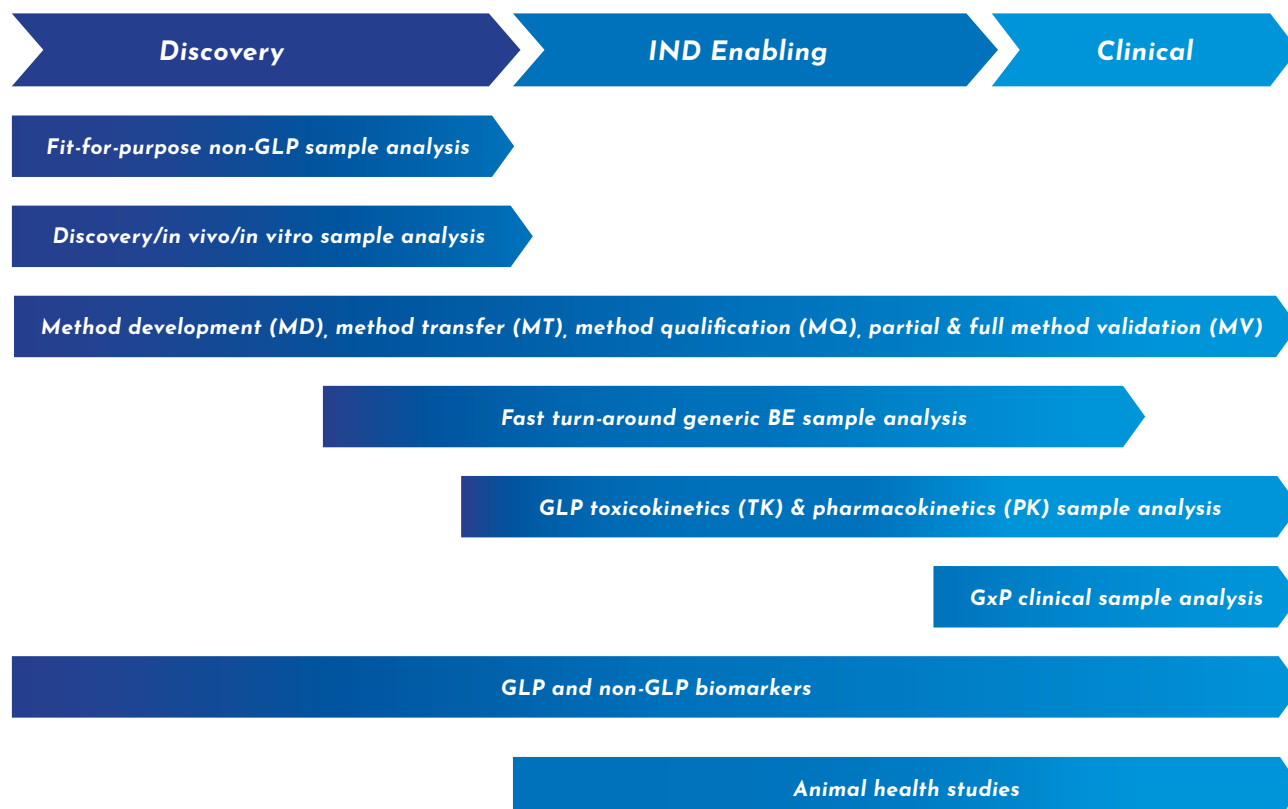 Discovery
IND Enabling
Clinical
Fit-for-purpose non-GLP sample analysis
Discovery/in vivo/in vitro sample analysis
Method development (MD), method transfer (MT), method qualification (MQ), partial & full method validation (MV)
Fast turn-around generic BE sample analysis
GLP toxicokinetics (TK) & pharmacokinetics (PK) sample analysis
GxP clinical sample analysis
GLP and non-GLP biomarkers
Animal health studies